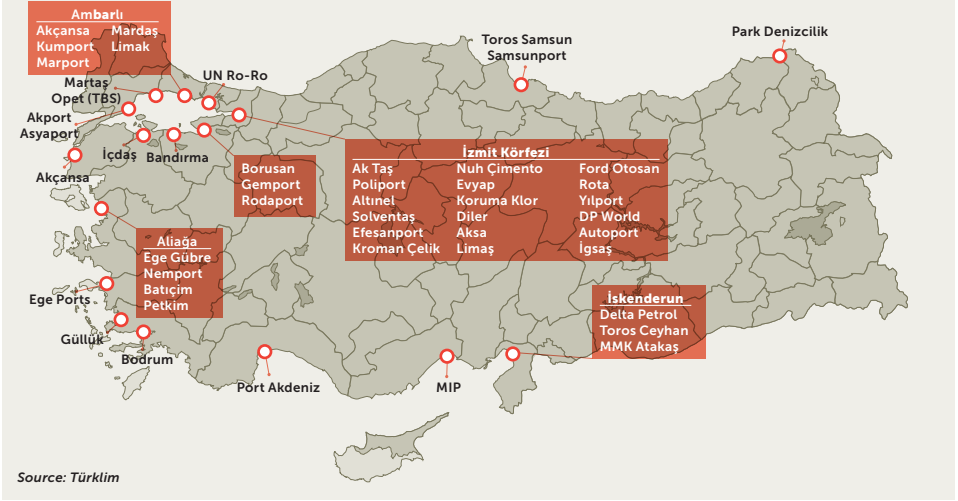 Ambarlı
Akçansa Mardaş
Kumport Limak
Marport
Toros Samsun
Samsunport
Park Denizcilik
UN Ro-Ro
Martaş
Opet (TBS)
Akport
Asyaport
İçdaş
Bandırma
Akçansa
Borusan
Gemport
Rodaport
İzmit Körfezi
Ak Taş Nuh Çimento Ford Otosan
Poliport Evyap Rota
Altınel Koruma Klor Yılport
Solventaş Diler DP World
Efesanport Aksa Autoport
Kroman Çelik Limaş İgsaş
Aliağa
Ege Gübre
Nemport
Batıçim
Petkim
Ege Ports
Güllük
Bodrum
Port Akdeniz
MIP
İskenderun
Delta Petrol
Toros Ceyhan
MMK Atakaş
Source: Türklim